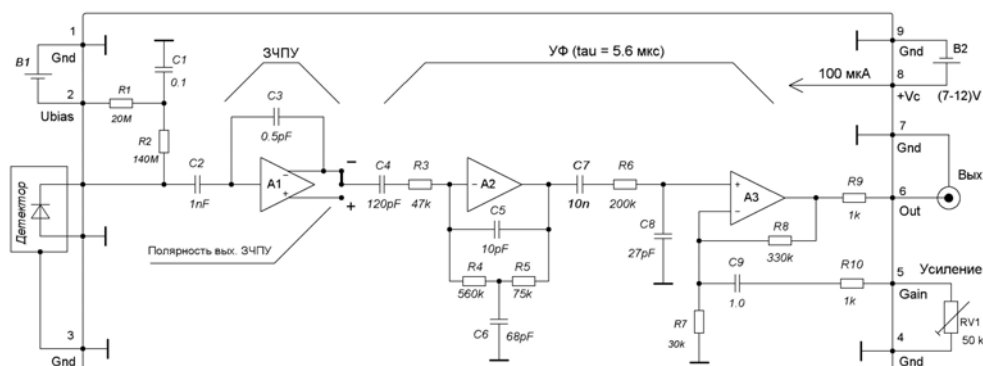 ЗЧПУ
УФ (tau = 5.6 мкс)
1
Gnd
B1
2
Ubias
R1
20M
C1
0.1
R2
140M
Детектор
3
Gnd
C2
1nF
C3
0.5pF
A1
−
+
−
+
Полярность вых. ЗЧПУ
C4
120pF
R3
47k
−
A2
C5
10pF
R4
560k
R5
75k
C6
68pF
C7
10n
R6
200k
C8
27pF
+
−
A3
R8
330k
C9
1.0
R10
1k
R7
30k
R9
1k
100 мкА
9
Gnd
8
+Vc
B2
(7-12)V
7
Gnd
Вых
6
Out
5
Gain
Усиление
RV1
50 k
4
Gnd